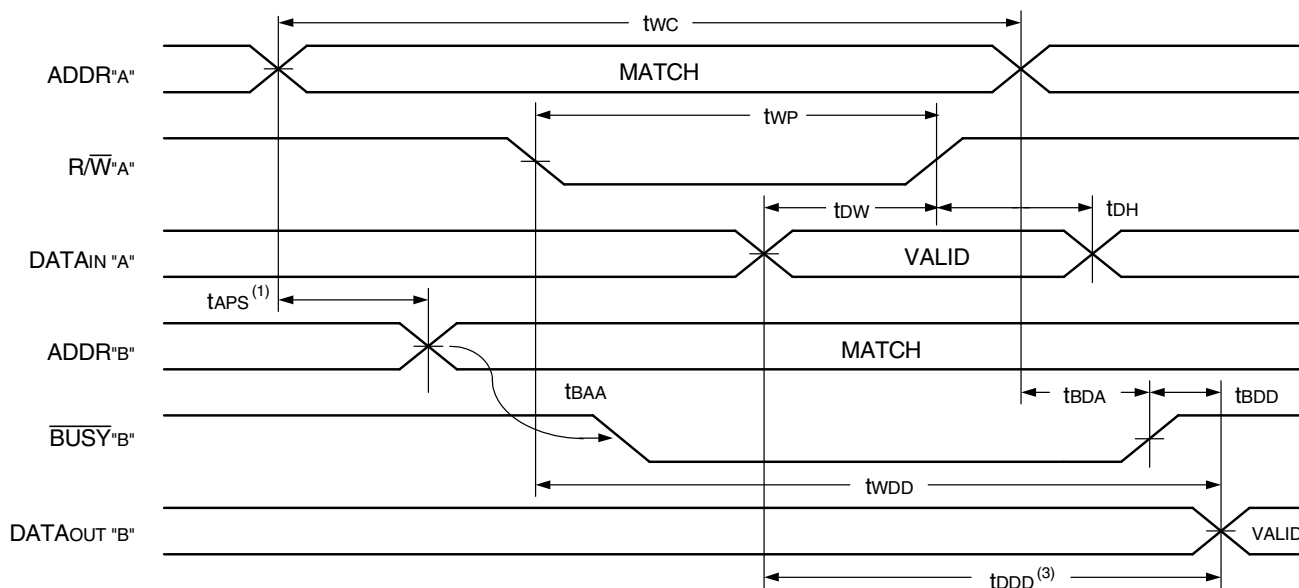 tWC
ADDR"A" MATCH
tWP
R/W̅"A"
tDW tDH
DATAIN "A" VALID
tAPS (1)
ADDR"B" MATCH
tBAA tBDA tBDD
B̅U̅S̅Y̅"B"
tWDD
DATAOUT "B" VALID
tDDD (3)